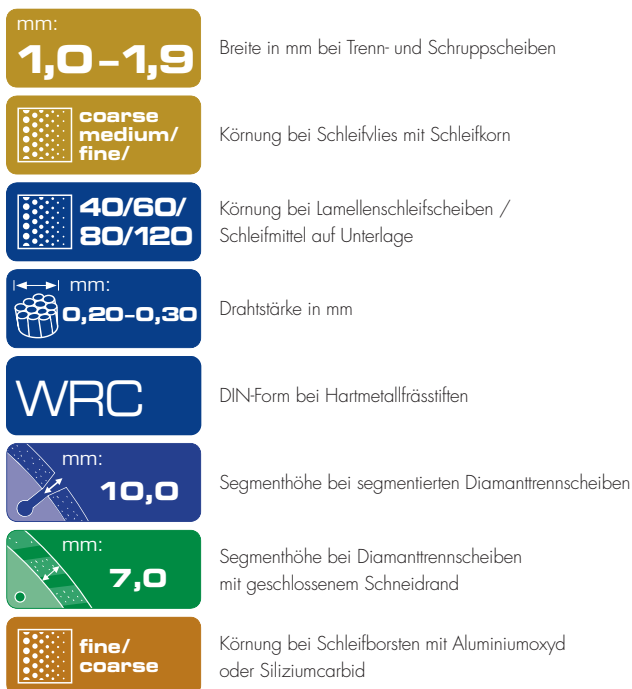 mm:
1,0–1,9
Breite in mm bei Trenn- und Schruppscheiben
coarse
medium/
fine/
Körnung bei Schleifvlies mit Schleifkorn
40/60/
80/120
Körnung bei Lamellenschleifscheiben /
Schleifmittel auf Unterlage
mm:
0,20–0,30
Drahtstärke in mm
WRC
DIN-Form bei Hartmetallfrässtiften
mm:
10,0
Segmenthöhe bei segmentierten Diamanttrennscheiben
mm:
7,0
Segmenthöhe bei Diamanttrennscheiben
mit geschlossenem Schneidrand
fine/
coarse
Körnung bei Schleifborsten mit Aluminiumoxyd
oder Siliziumcarbid